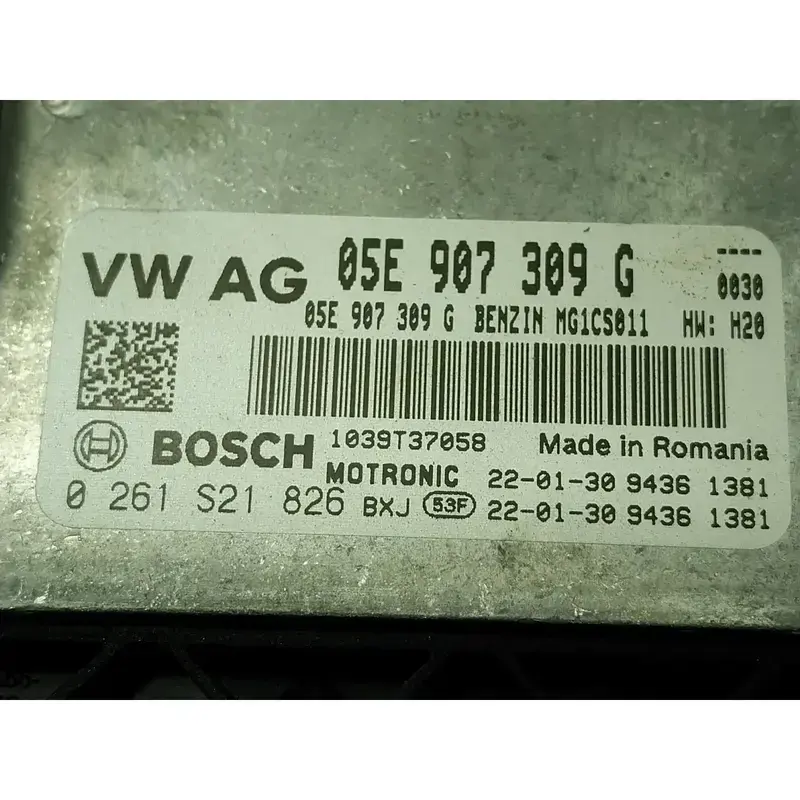 VW AG 05E 907 309 G ----
0030
05E 907 309 G BENZIN MG1CS011 HW: H20
BOSCH 1039T37058 Made in Romania
MOTRONIC 22-01-30 9436 1381
0 261 S21 826 BXJ 53F 22-01-30 9436 1381